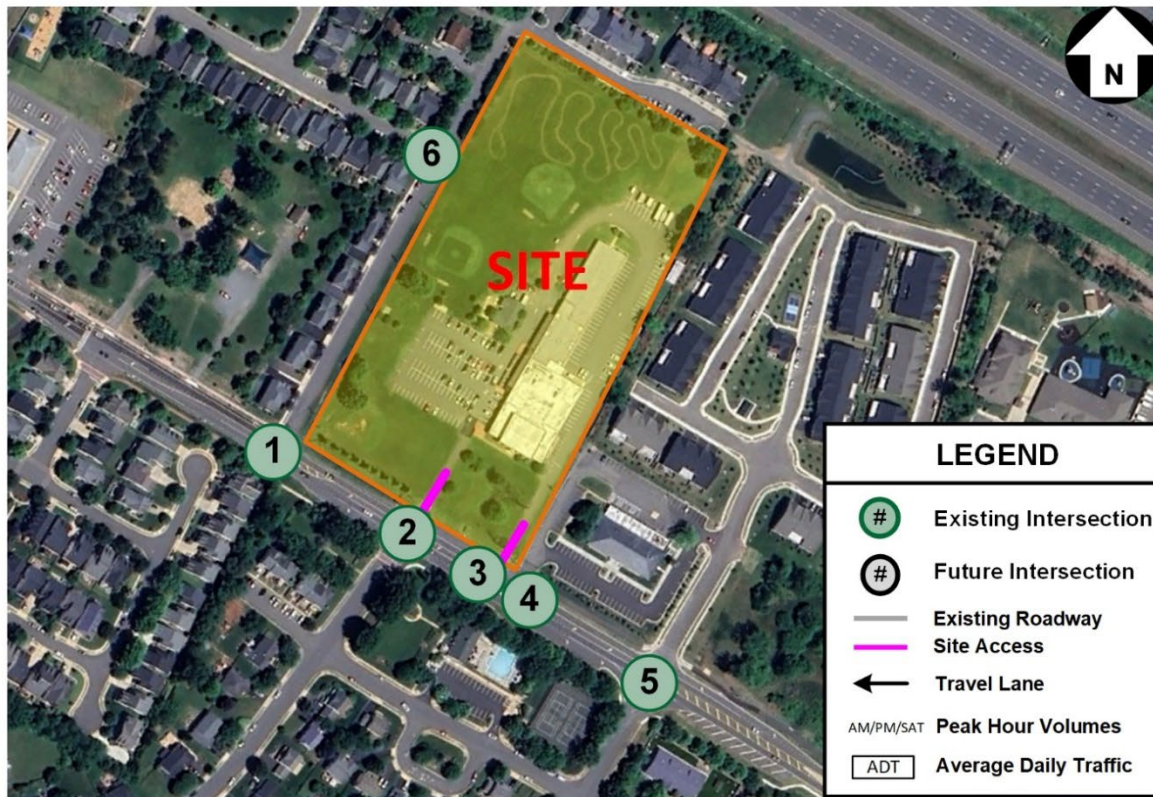 N
6
SITE
1
2
3
4
5
LEGEND
# Existing Intersection
# Future Intersection
Existing Roadway
Site Access
Travel Lane
AM/PM/SAT Peak Hour Volumes
ADT Average Daily Traffic